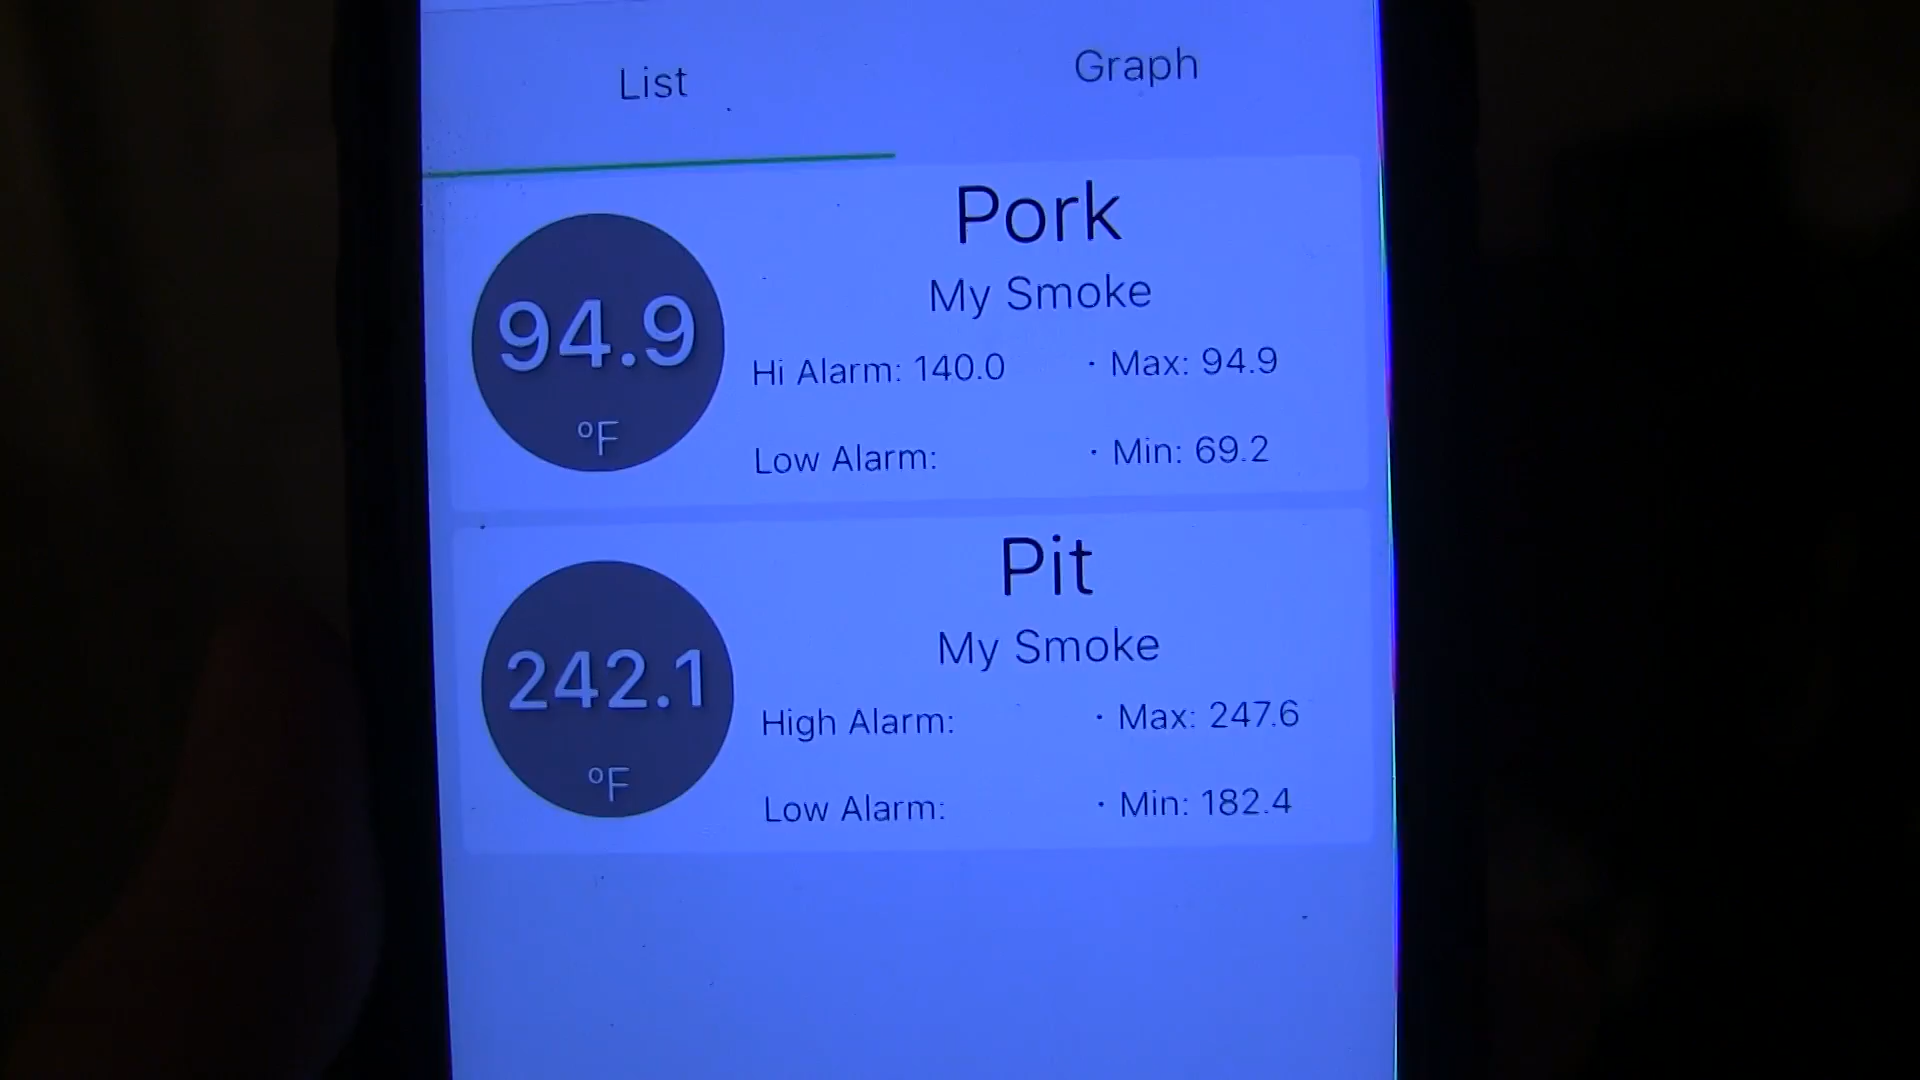 List
Graph
Pork
My Smoke
94.9
°F
Hi Alarm: 140.0
· Max: 94.9
Low Alarm:
· Min: 69.2
Pit
My Smoke
242.1
°F
High Alarm:
· Max: 247.6
Low Alarm:
· Min: 182.4